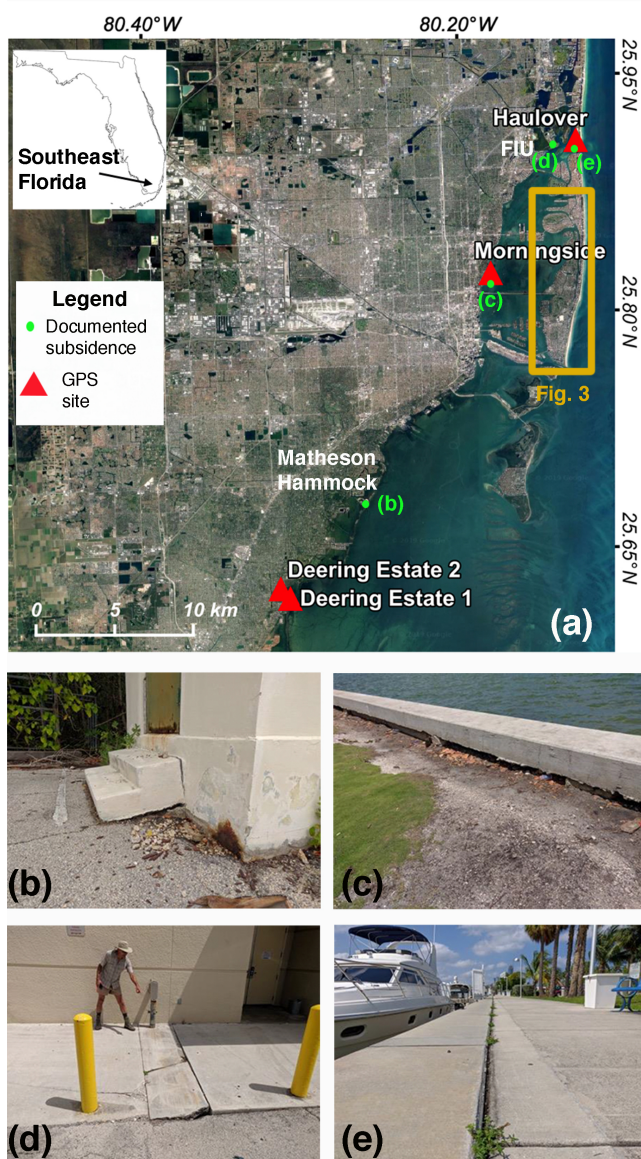 80.40°W
80.20°W
25.95°N
25.80°N
25.65°N
Southeast
Florida
Legend
Documented
subsidence
GPS
site
Haulover
FIU
(d)
(e)
Morningside
(c)
Fig. 3
Matheson
Hammock
(b)
Deering Estate 2
Deering Estate 1
0 5 10 km
(a)
(b)
(c)
(d)
(e)